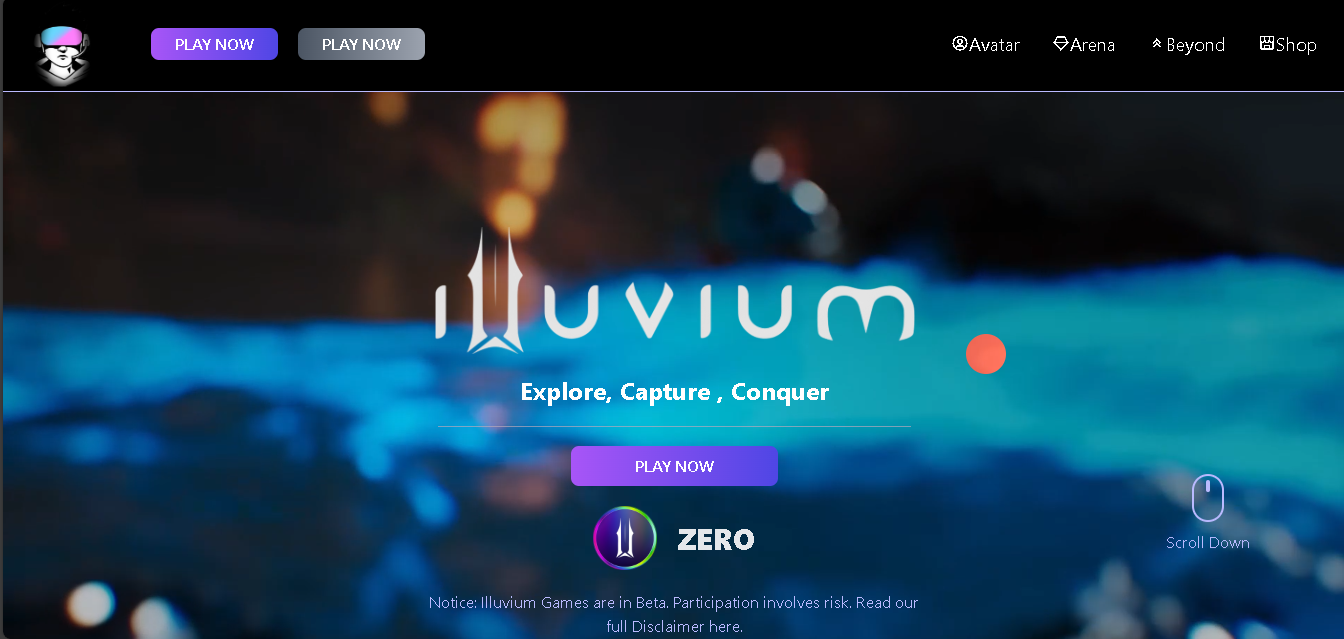 PLAY NOW PLAY NOW Avatar Arena Beyond Shop
ılluvıum
Explore, Capture , Conquer
PLAY NOW
ZERO
Scroll Down
Notice: Illuvium Games are in Beta. Participation involves risk. Read our
full Disclaimer here.